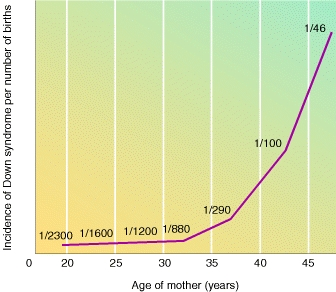 Incidence of Down syndrome per number of births
1/46
1/100
1/290
1/2300 1/1600 1/1200 1/880
0 20 25 30 35 40 45
Age of mother (years)